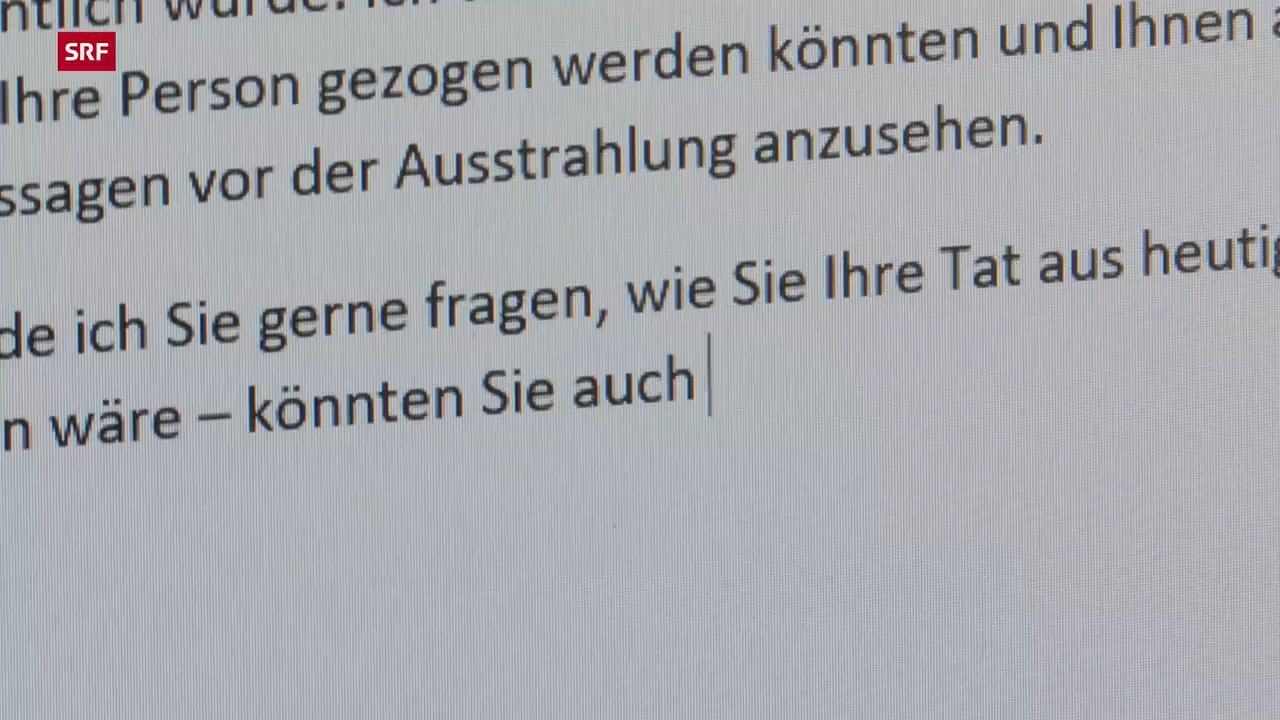 SRF
Ihre Person gezogen werden könnten und Ihnen
ssagen vor der Ausstrahlung anzusehen.
de ich Sie gerne fragen, wie Sie Ihre Tat aus heutig
n wäre – könnten Sie auch